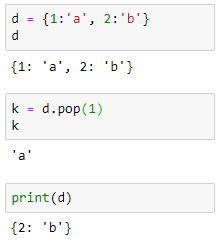 d = {1:'a', 2:'b'}
d
{1: 'a', 2: 'b'}
k = d.pop(1)
k
'a'
print(d)
{2: 'b'}